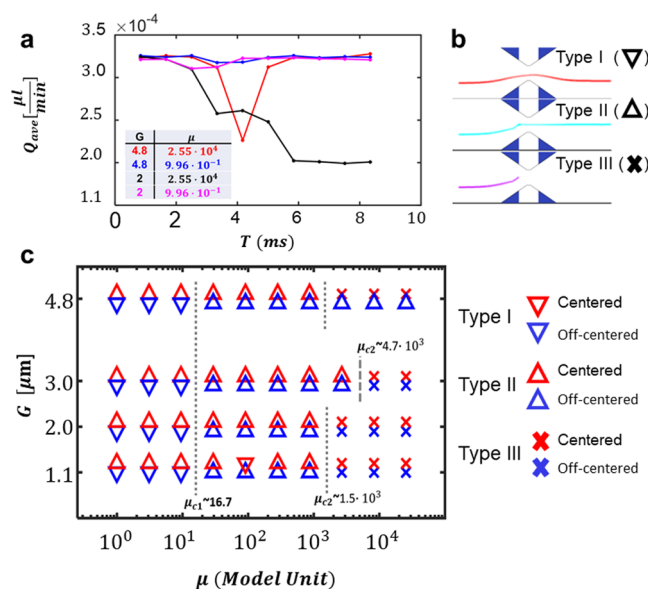 a
b
×10⁻⁴
3.5
3.0
2.5
2.0
1.1
Q_ave [μl/min]
G μ
4.8 2.55·10⁴
4.8 9.96·10⁻¹
2 2.55·10⁴
2 9.96·10⁻¹
0 2 4 6 8 10
T (ms)
Type I (▽)
Type II (△)
Type III (✖)
c
4.8
3.0
2.0
1.1
G [μm]
μc2~4.7·10³
μc1~16.7
μc2~1.5·10³
10⁰ 10¹ 10² 10³ 10⁴
μ (Model Unit)
Type I
Centered
Off-centered
Type II
Centered
Off-centered
Type III
Centered
Off-centered